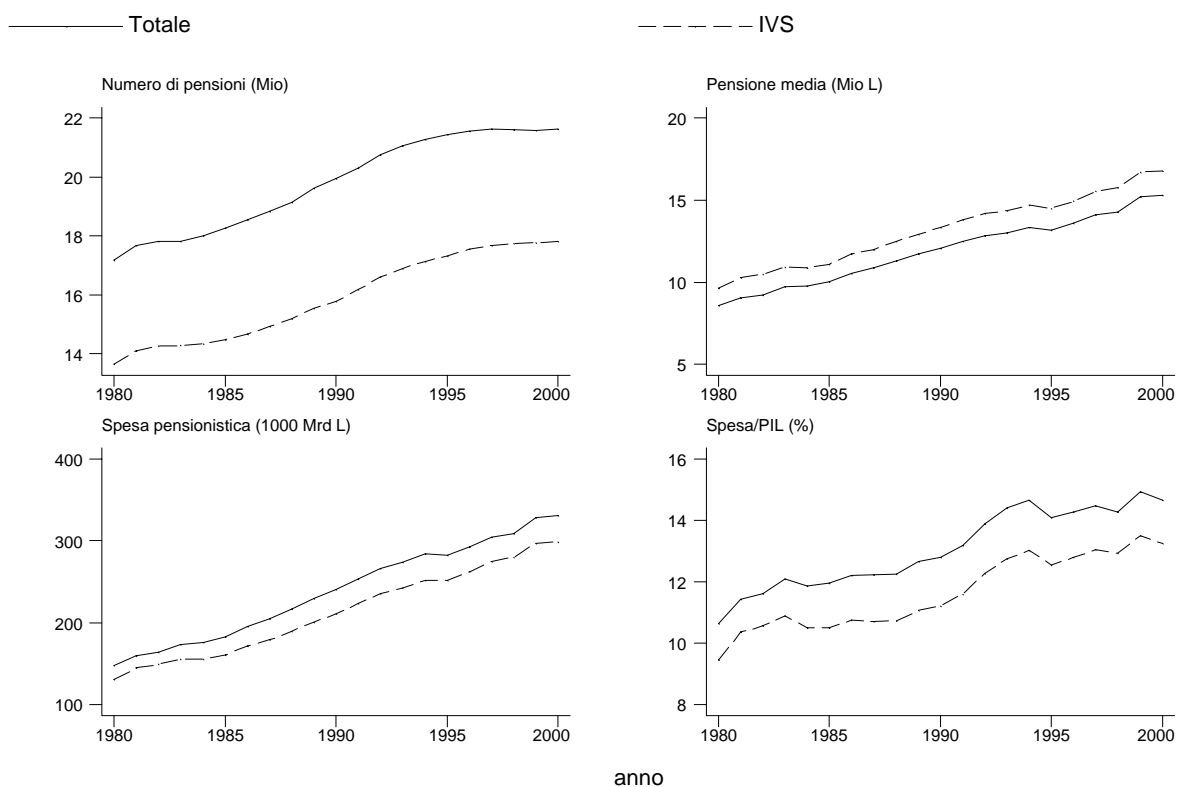 Totale
IVS
Numero di pensioni (Mio)
22
20
18
16
14
1980 1985 1990 1995 2000
Pensione media (Mio L)
20
15
10
5
1980 1985 1990 1995 2000
Spesa pensionistica (1000 Mrd L)
400
300
200
100
1980 1985 1990 1995 2000
Spesa/PIL (%)
16
14
12
10
8
1980 1985 1990 1995 2000
anno